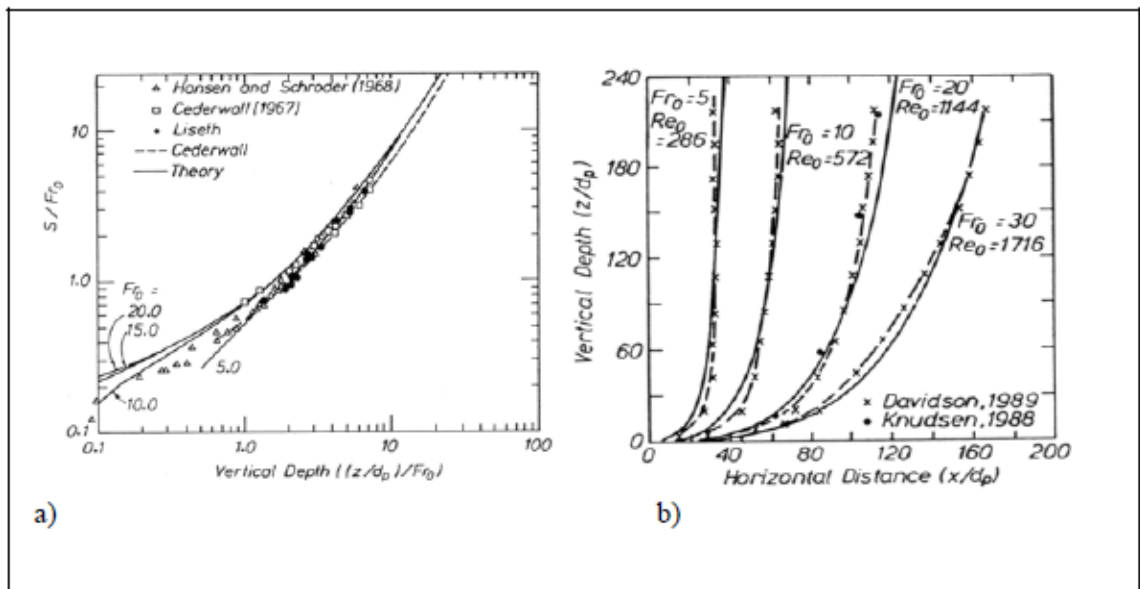 10
1.0
0.1
S/Fr₀
Hansen and Schroder (1968)
Cederwall (1967)
Liseth
Cederwall
Theory
Fr₀ =
20.0
15.0
10.0
5.0
0.1
1.0
10
100
Vertical Depth ((z/dₚ)/Fr₀)
a)
240
180
120
60
0
Vertical Depth (z/dₚ)
Fr₀ = 5
Re₀
= 286
Fr₀ = 10
Re₀ = 572
Fr₀ = 20
Re₀ = 1144
Fr₀ = 30
Re₀ = 1716
Davidson, 1989
Knudsen, 1988
0
40
80
120
160
200
Horizontal Distance (x/dₚ)
b)